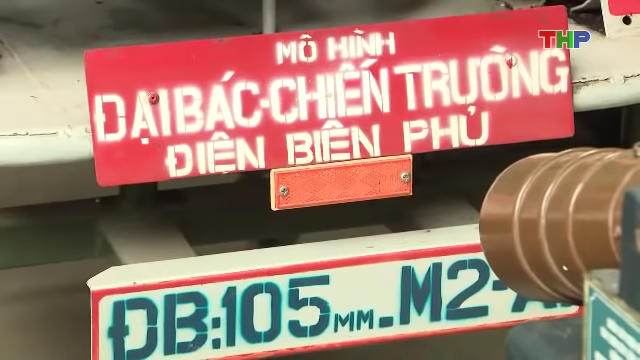 THP
MÔ HÌNH
ĐẠI BÁC-CHIẾN TRƯỜNG
ĐIỆN BIÊN PHỦ
ĐB:105MM-M2-